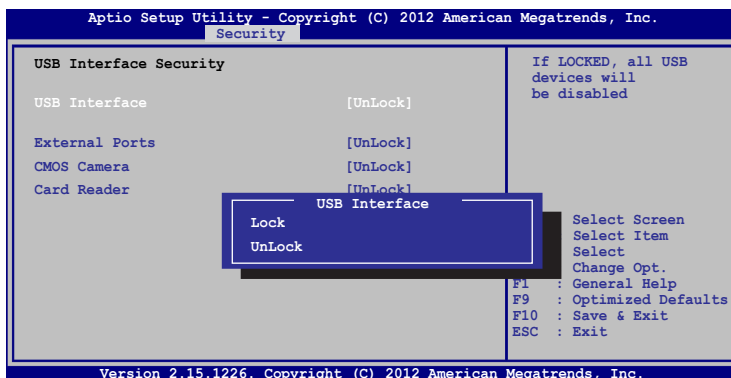 Aptio Setup Utility - Copyright (C) 2012 American Megatrends, Inc.
Security
USB Interface Security
USB Interface [UnLock]
External Ports [UnLock]
CMOS Camera [UnLock]
Card Reader [UnLock]
USB Interface
Lock
UnLock
If LOCKED, all USB
devices will
be disabled
Select Screen
Select Item
Select
Change Opt.
F1 : General Help
F9 : Optimized Defaults
F10 : Save & Exit
ESC : Exit
Version 2.15.1226. Copyright (C) 2012 American Megatrends, Inc.